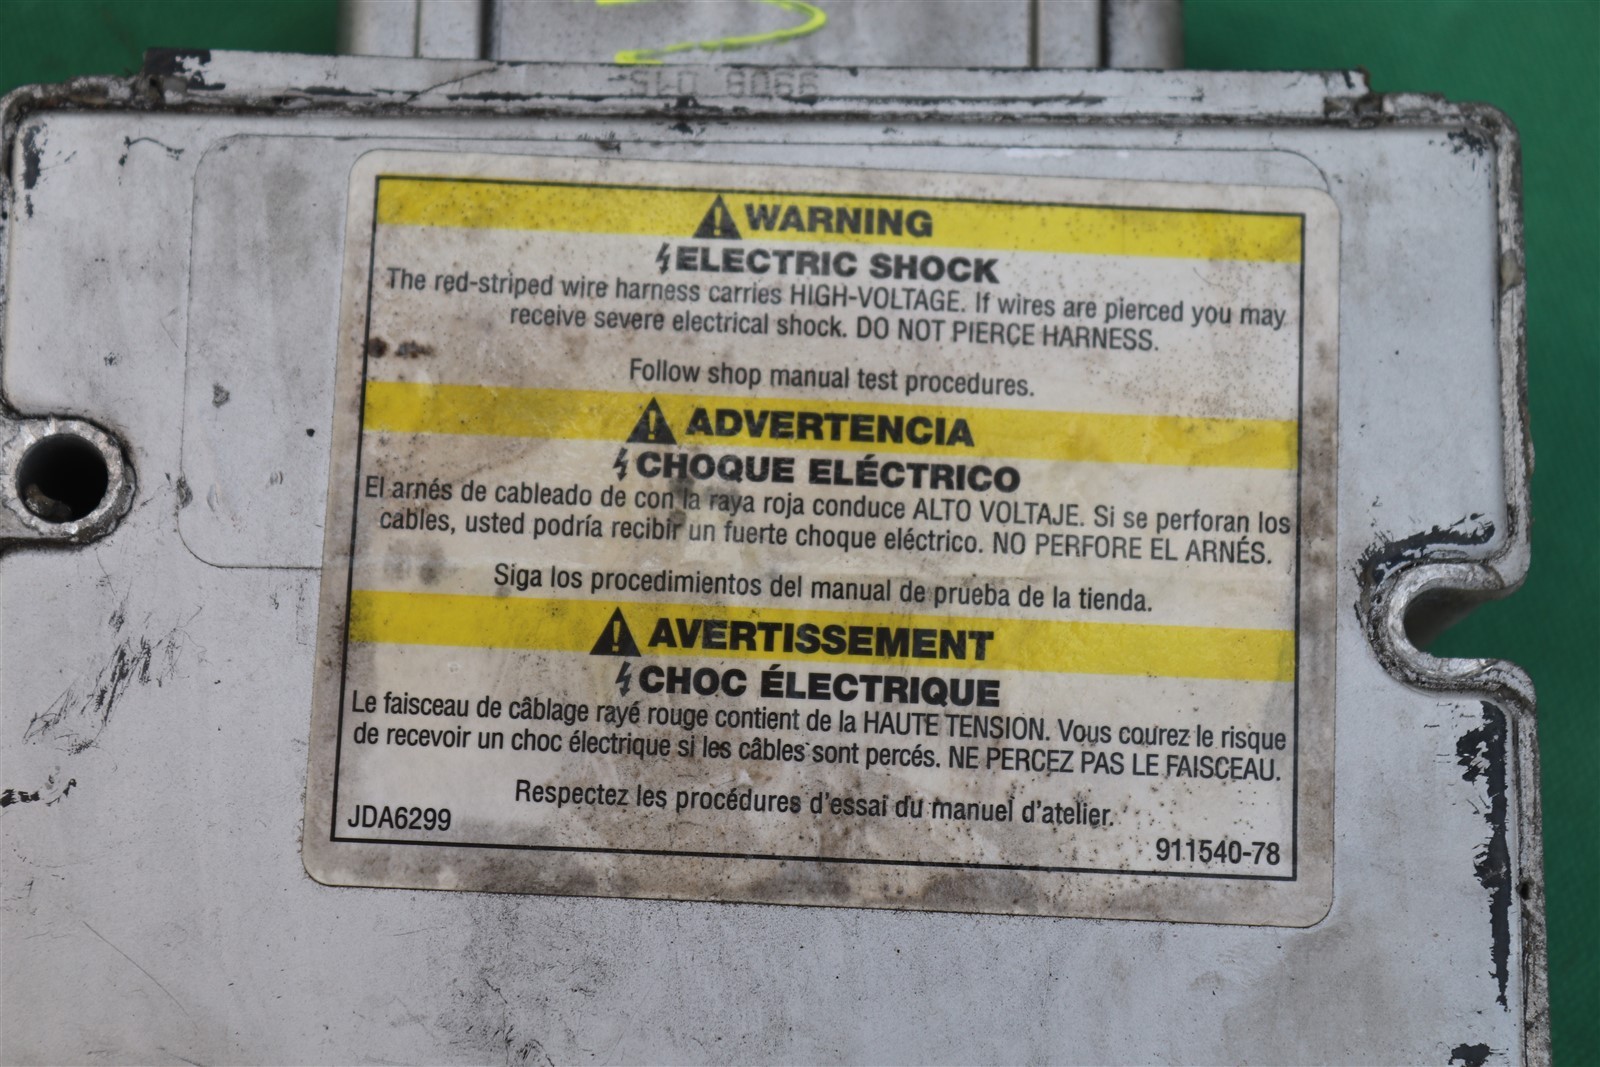 WARNING
ELECTRIC SHOCK
The red-striped wire harness carries HIGH-VOLTAGE. If wires are pierced you may
receive severe electrical shock. DO NOT PIERCE HARNESS.
Follow shop manual test procedures.
ADVERTENCIA
CHOQUE ELÉCTRICO
El arnés de cableado de con la raya roja conduce ALTO VOLTAJE. Si se perforan los
cables, usted podría recibir un fuerte choque eléctrico. NO PERFORE EL ARNÉS.
Siga los procedimientos del manual de prueba de la tienda.
AVERTISSEMENT
CHOC ÉLECTRIQUE
Le faisceau de câblage rayé rouge contient de la HAUTE TENSION. Vous courez le risque
de recevoir un choc électrique si les câbles sont percés. NE PERCEZ PAS LE FAISCEAU.
Respectez les procédures d'essai du manuel d'atelier.
JDA6299
911540-78